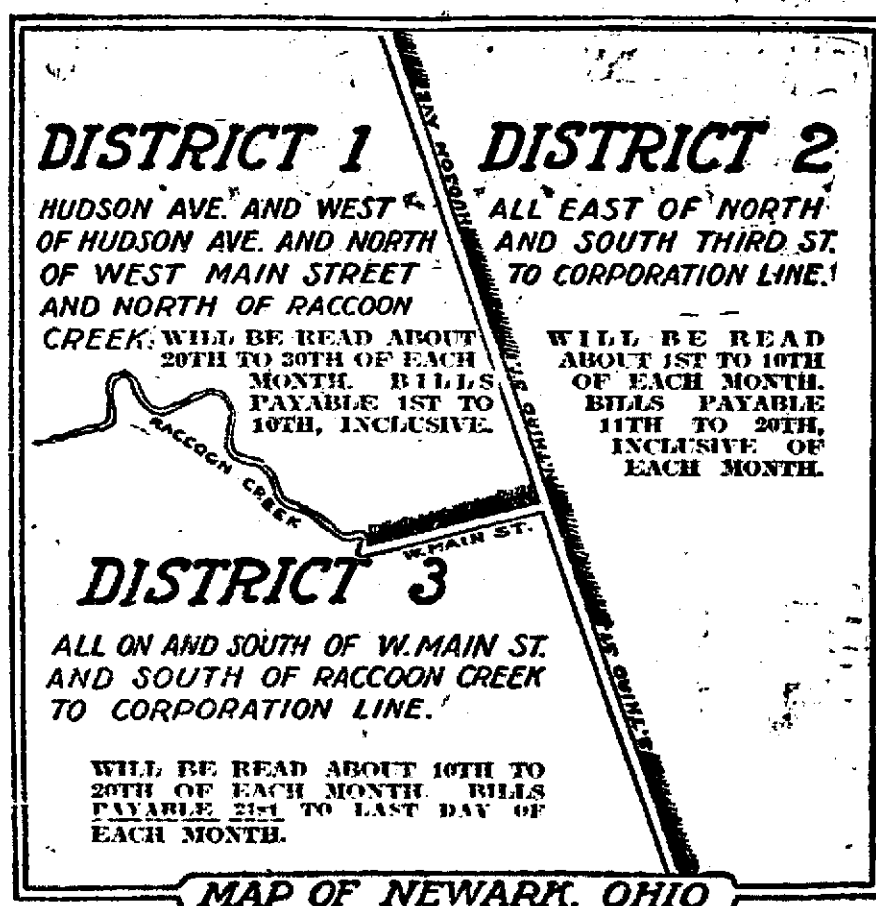 DISTRICT 1
HUDSON AVE. AND WEST
OF HUDSON AVE. AND NORTH
OF WEST MAIN STREET
AND NORTH OF RACCOON
CREEK. WILL BE READ ABOUT
20TH TO 30TH OF EACH
MONTH. BILLS
PAYABLE 1ST TO
10TH, INCLUSIVE.
DISTRICT 2
ALL EAST OF NORTH
AND SOUTH THIRD ST.
TO CORPORATION LINE.
WILL BE READ
ABOUT 1ST TO 10TH
OF EACH MONTH.
BILLS PAYABLE
11TH TO 20TH,
INCLUSIVE OF
EACH MONTH.
HUDSON AVE.
N. THIRD ST.
RACCOON CREEK
W. MAIN ST.
S. THIRD ST.
DISTRICT 3
ALL ON AND SOUTH OF W. MAIN ST.
AND SOUTH OF RACCOON CREEK
TO CORPORATION LINE.
WILL BE READ ABOUT 10TH TO
20TH OF EACH MONTH. BILLS
PAYABLE 21st TO LAST DAY OF
EACH MONTH.
MAP OF NEWARK, OHIO